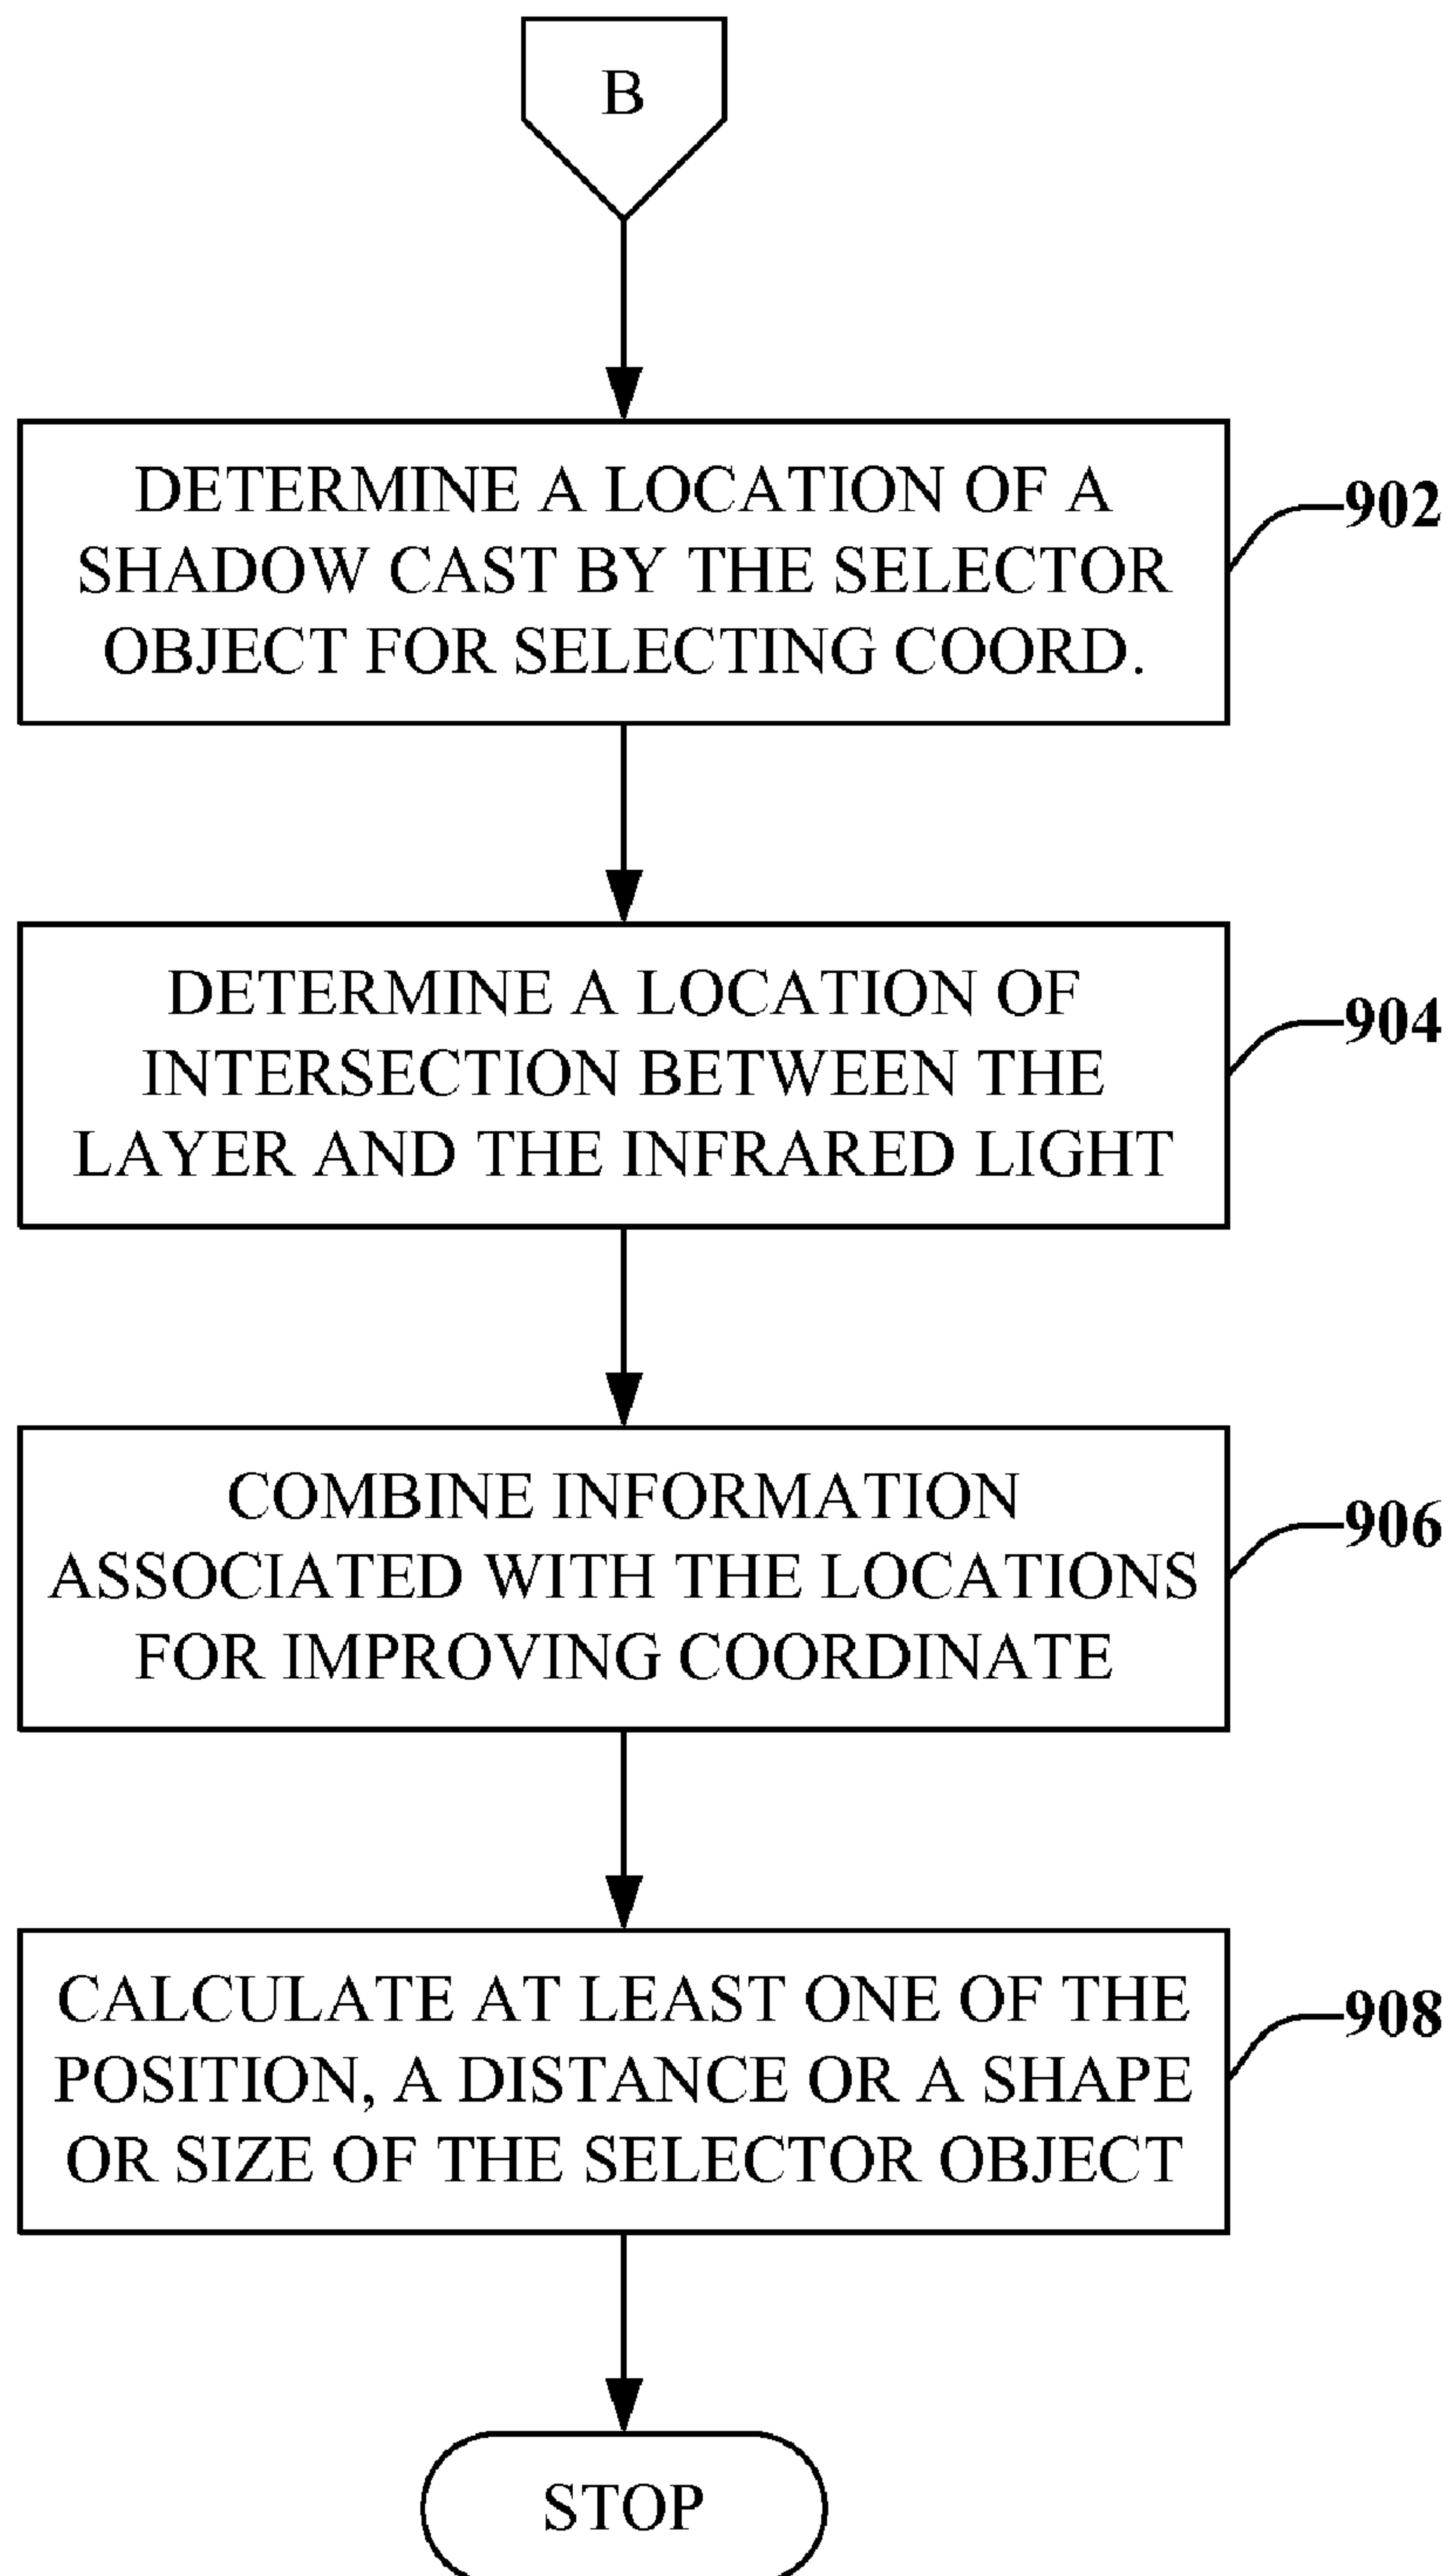 B
DETERMINE A LOCATION OF A
SHADOW CAST BY THE SELECTOR
OBJECT FOR SELECTING COORD.
902
DETERMINE A LOCATION OF
INTERSECTION BETWEEN THE
LAYER AND THE INFRARED LIGHT
904
COMBINE INFORMATION
ASSOCIATED WITH THE LOCATIONS
FOR IMPROVING COORDINATE
906
CALCULATE AT LEAST ONE OF THE
POSITION, A DISTANCE OR A SHAPE
OR SIZE OF THE SELECTOR OBJECT
908
STOP